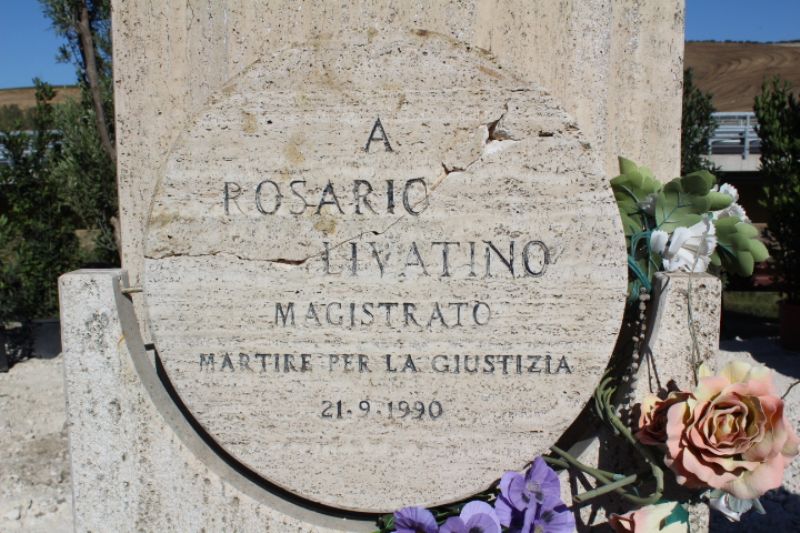 A
ROSARIO
LIVATINO
MAGISTRATO
MARTIRE PER LA GIUSTIZIA
21-9-1990